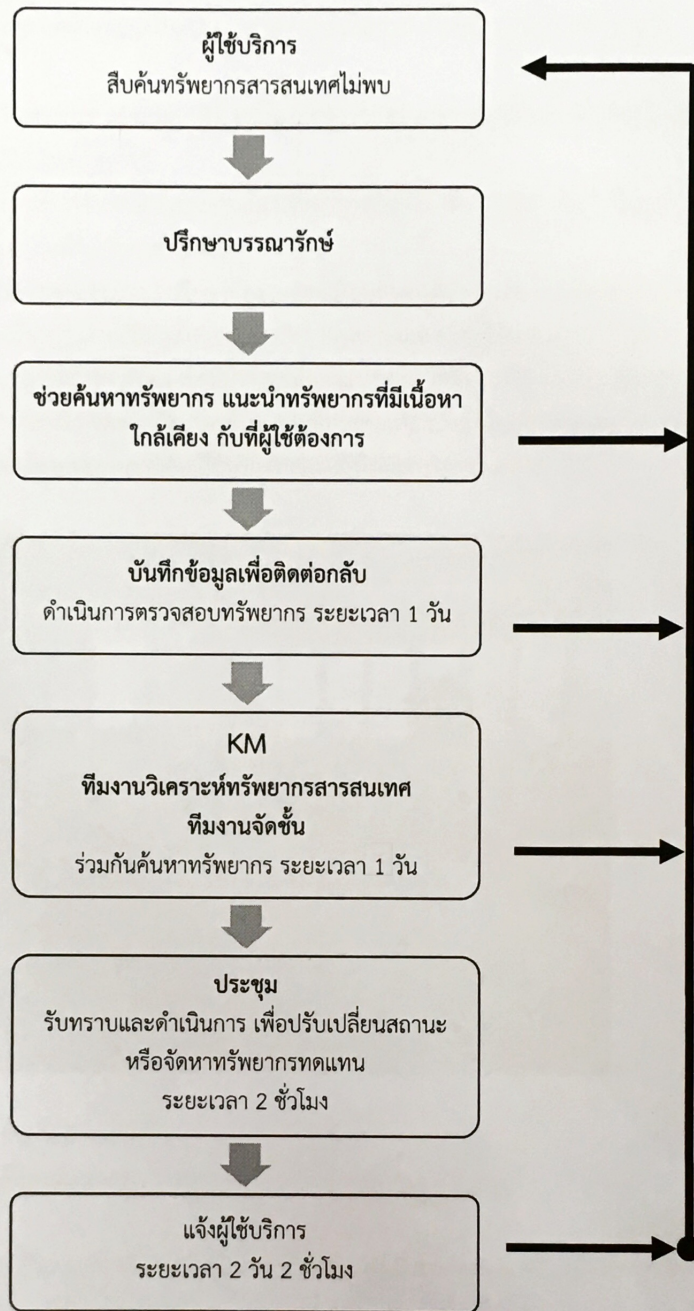 ผู้ใช้บริการ
สืบค้นทรัพยากรสารสนเทศไม่พบ
ปรึกษาบรรณารักษ์
ช่วยค้นหาทรัพยากร แนะนำทรัพยากรที่มีเนื้อหา
ใกล้เคียง กับที่ผู้ใช้ต้องการ
บันทึกข้อมูลเพื่อติดต่อกลับ
ดำเนินการตรวจสอบทรัพยากร ระยะเวลา 1 วัน
KM
ทีมงานวิเคราะห์ทรัพยากรสารสนเทศ
ทีมงานจัดชั้น
ร่วมกันค้นหาทรัพยากร ระยะเวลา 1 วัน
ประชุม
รับทราบและดำเนินการ เพื่อปรับเปลี่ยนสถานะ
หรือจัดหาทรัพยากรทดแทน
ระยะเวลา 2 ชั่วโมง
แจ้งผู้ใช้บริการ
ระยะเวลา 2 วัน 2 ชั่วโมง